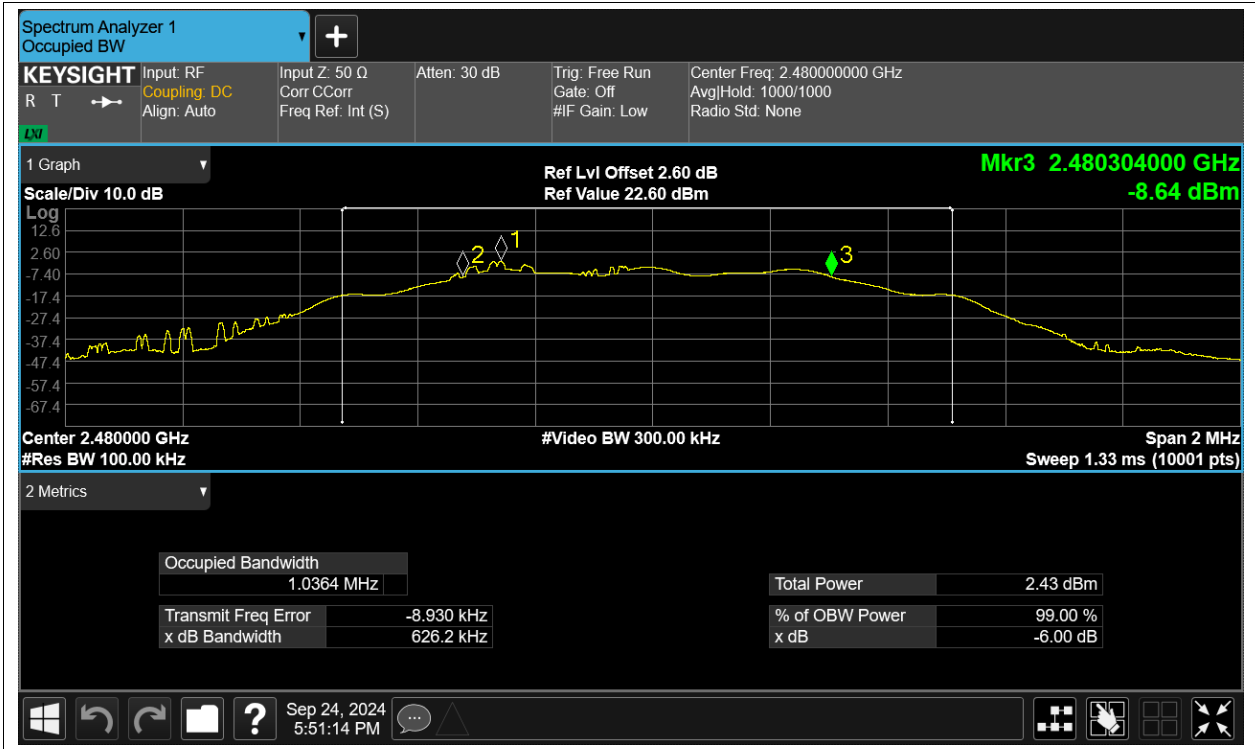 Spectrum Analyzer 1
Occupied BW
KEYSIGHT
R T
LXI
Input: RF
Coupling: DC
Align: Auto
Input Z: 50 Ω
Corr CCorr
Freq Ref: Int (S)
Atten: 30 dB
Trig: Free Run
Gate: Off
#IF Gain: Low
Center Freq: 2.480000000 GHz
Avg|Hold: 1000/1000
Radio Std: None
1 Graph
Scale/Div 10.0 dB
Ref Lvl Offset 2.60 dB
Ref Value 22.60 dBm
Mkr3 2.480304000 GHz
-8.64 dBm
Log
12.6
2.60
-7.40
-17.4
-27.4
-37.4
-47.4
-57.4
-67.4
2
1
3
Center 2.480000 GHz
#Res BW 100.00 kHz
#Video BW 300.00 kHz
Span 2 MHz
Sweep 1.33 ms (10001 pts)
2 Metrics
Occupied Bandwidth
1.0364 MHz
Transmit Freq Error -8.930 kHz
x dB Bandwidth 626.2 kHz
Total Power 2.43 dBm
% of OBW Power 99.00 %
x dB -6.00 dB
?
Sep 24, 2024
5:51:14 PM